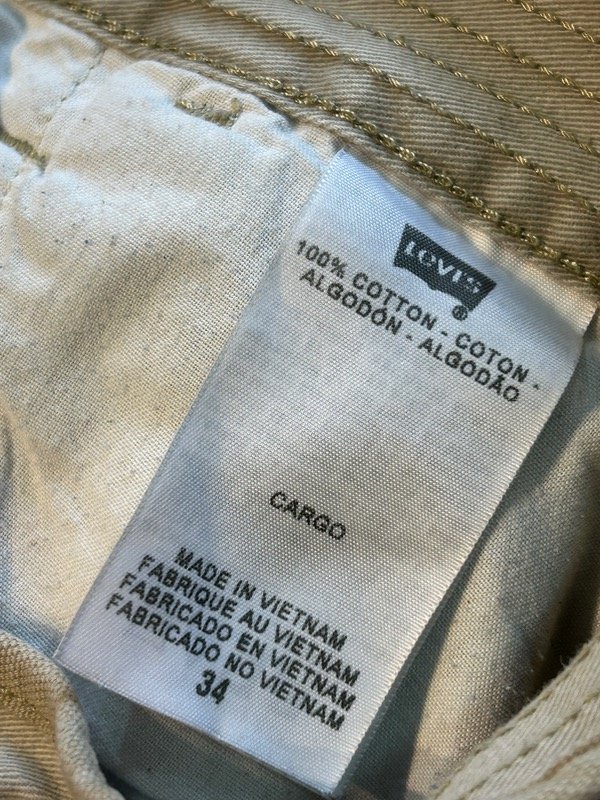 LEVI'S
®
100% COTTON - COTON -
ALGODÓN - ALGODÃO
CARGO
MADE IN VIETNAM
FABRIQUE AU VIETNAM
FABRICADO EN VIETNAM
FABRICADO NO VIETNAM
34